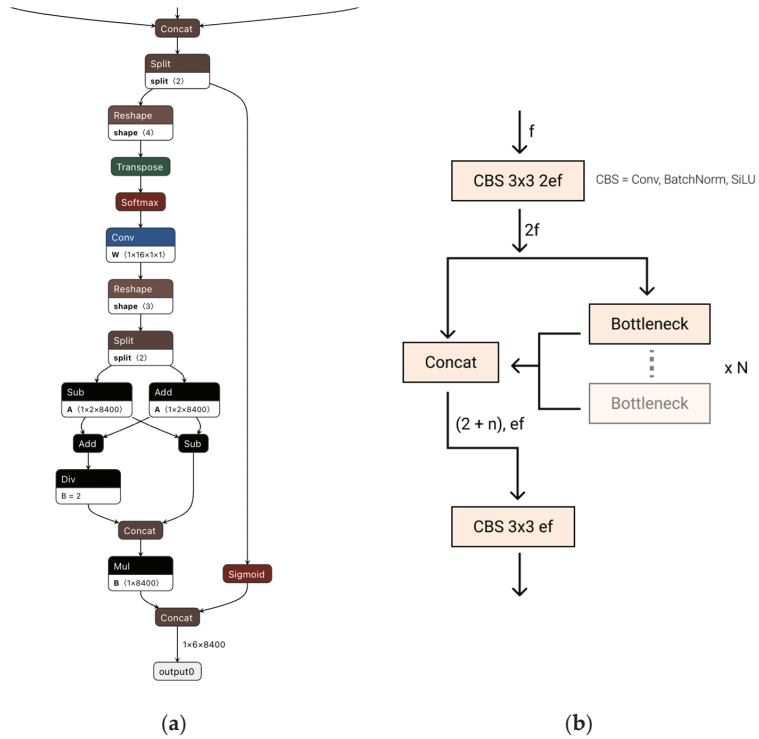 Concat
Split
split ⟨2⟩
Reshape
shape ⟨4⟩
Transpose
Softmax
Conv
W ⟨1×16×1×1⟩
Reshape
shape ⟨3⟩
Split
split ⟨2⟩
Sub
A ⟨1×2×8400⟩
Add
A ⟨1×2×8400⟩
Add
Sub
Div
B = 2
Concat
Mul
B ⟨1×8400⟩
Sigmoid
Concat
1×6×8400
output0
(a)
f
CBS 3x3 2ef
CBS = Conv, BatchNorm, SiLU
2f
Bottleneck
Concat
x N
Bottleneck
(2 + n), ef
CBS 3x3 ef
(b)